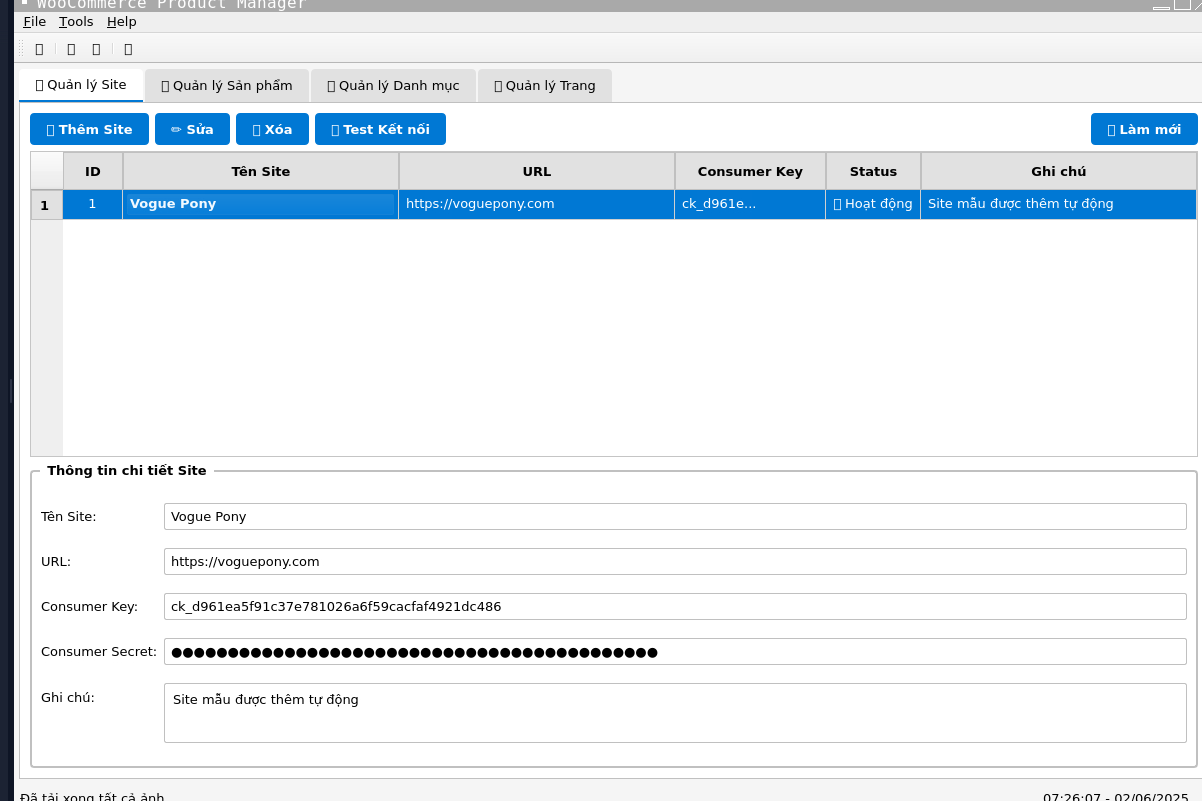 WooCommerce Product Manager
File Tools Help
Quản lý Site Quản lý Sản phẩm Quản lý Danh mục Quản lý Trang
Thêm Site ✏ Sửa Xóa Test Kết nối Làm mới
ID Tên Site URL Consumer Key Status Ghi chú
1 1 Vogue Pony https://voguepony.com ck_d961e... Hoạt động Site mẫu được thêm tự động
Thông tin chi tiết Site
Tên Site: Vogue Pony
URL: https://voguepony.com
Consumer Key: ck_d961ea5f91c37e781026a6f59cacfaf4921dc486
Consumer Secret: ●●●●●●●●●●●●●●●●●●●●●●●●●●●●●●●●●●●●●●●●●●●
Ghi chú: Site mẫu được thêm tự động
Đã tải xong tất cả ảnh 07:26:07 - 02/06/2025